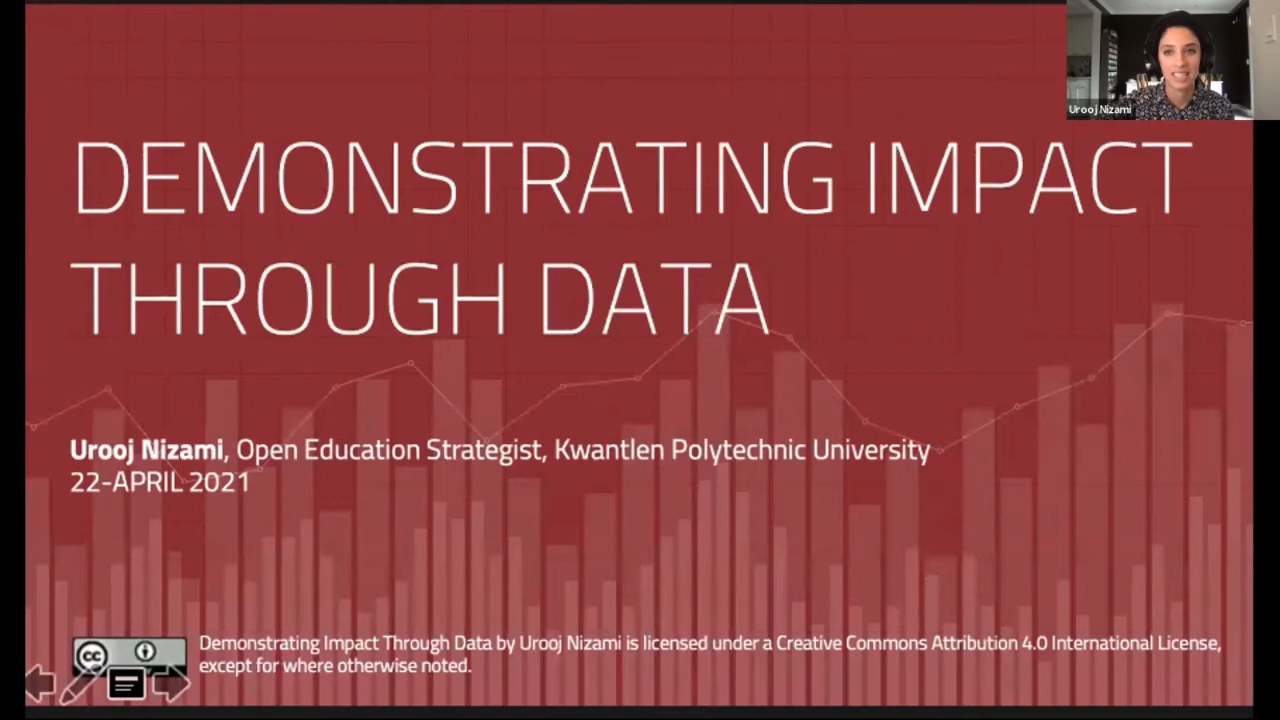 Urooj Nizami
DEMONSTRATING IMPACT
THROUGH DATA
Urooj Nizami, Open Education Strategist, Kwantlen Polytechnic University
22-APRIL 2021
cc
Demonstrating Impact Through Data by Urooj Nizami is licensed under a Creative Commons Attribution 4.0 International License,
except for where otherwise noted.